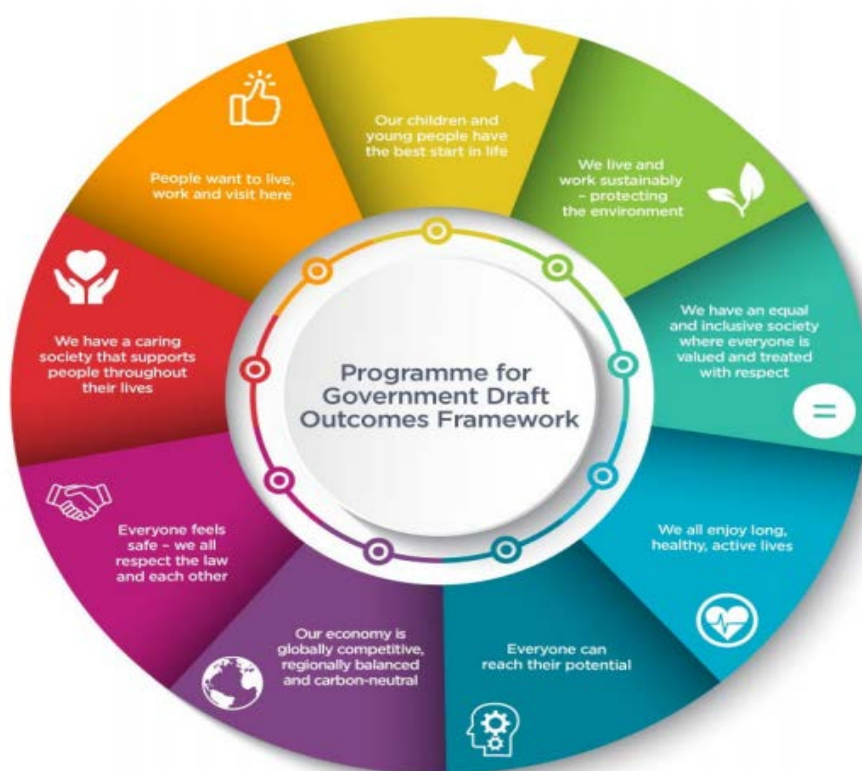 Programme for
Government Draft
Outcomes Framework
Our children and
young people have
the best start in life
We live and
work sustainably
– protecting
the environment
We have an equal
and inclusive society
where everyone is
valued and treated
with respect
=
We all enjoy long,
healthy, active lives
Everyone can
reach their potential
Our economy is
globally competitive,
regionally balanced
and carbon-neutral
Everyone feels
safe – we all
respect the law
and each other
We have a caring
society that supports
people throughout
their lives
People want to live,
work and visit here